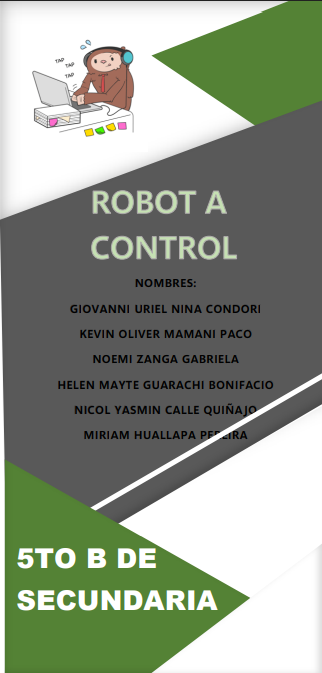 TAP
TAP
TAP
ROBOT A
CONTROL
NOMBRES:
GIOVANNI URIEL NINA CONDORI
KEVIN OLIVER MAMANI PACO
NOEMI ZANGA GABRIELA
HELEN MAYTE GUARACHI BONIFACIO
NICOL YASMIN CALLE QUIÑAJO
MIRIAM HUALLAPA PEREIRA
5TO B DE
SECUNDARIA